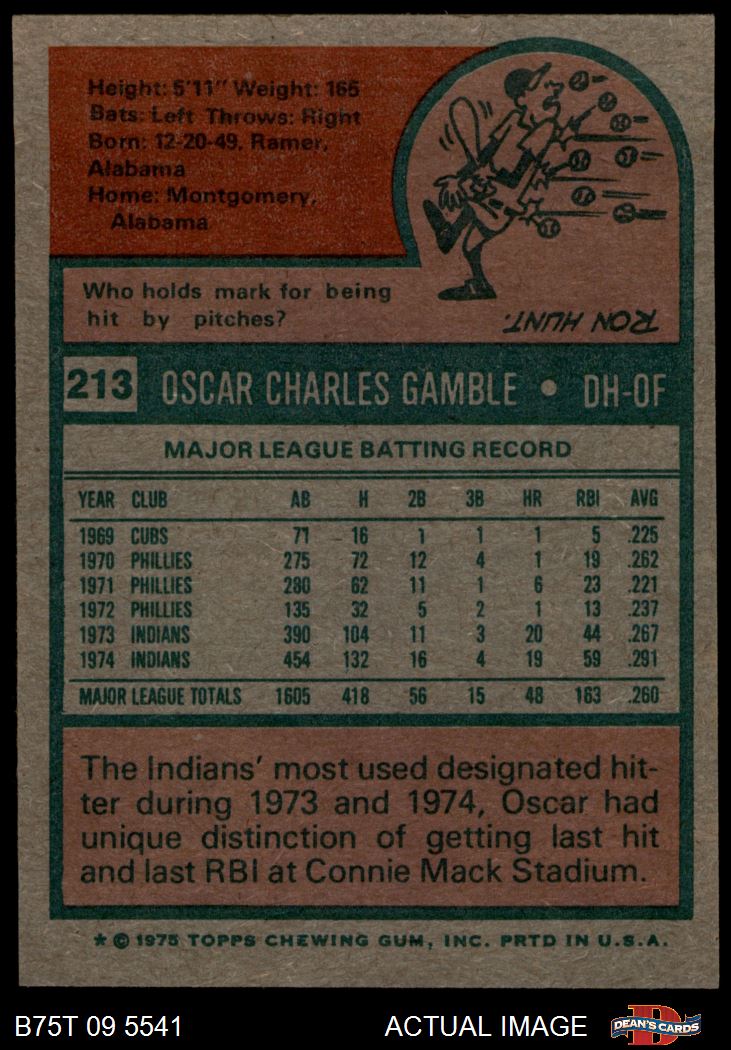 Height: 5'11" Weight: 165
Bats: Left Throws: Right
Born: 12-20-49, Ramer,
Alabama
Home: Montgomery,
Alabama
Who holds mark for being
hit by pitches?
RON HUNT.
213 OSCAR CHARLES GAMBLE • DH-OF
MAJOR LEAGUE BATTING RECORD
YEAR CLUB AB H 2B 3B HR RBI AVG
1969 CUBS 71 16 1 1 1 5 .225
1970 PHILLIES 275 72 12 4 1 19 .262
1971 PHILLIES 280 62 11 1 6 23 .221
1972 PHILLIES 135 32 5 2 1 13 .237
1973 INDIANS 390 104 11 3 20 44 .267
1974 INDIANS 454 132 16 4 19 59 .291
MAJOR LEAGUE TOTALS 1605 418 56 15 48 163 .260
The Indians' most used designated hit-
ter during 1973 and 1974, Oscar had
unique distinction of getting last hit
and last RBI at Connie Mack Stadium.
* © 1975 TOPPS CHEWING GUM, INC. PRTD IN U.S.A.
B75T 09 5541 ACTUAL IMAGE D DEAN'S CARDS